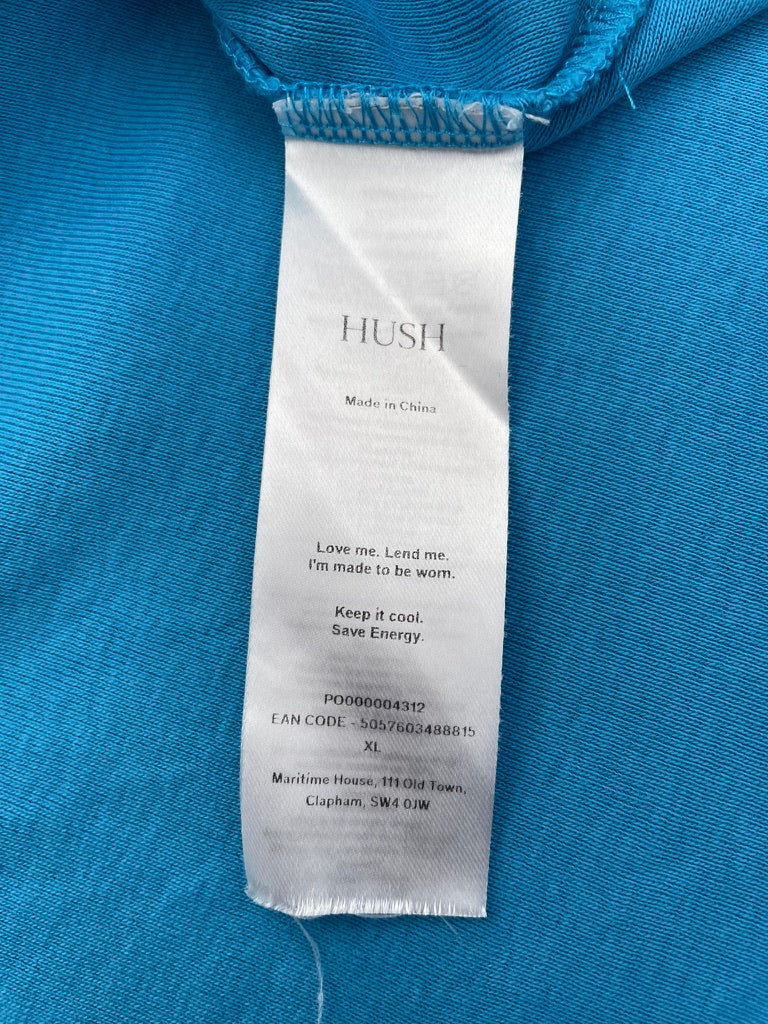 HUSH
Made in China
Love me. Lend me.
I'm made to be worn.
Keep it cool.
Save Energy.
PO000004312
EAN CODE - 5057603488815
XL
Maritime House, 111 Old Town,
Clapham, SW4 0JW